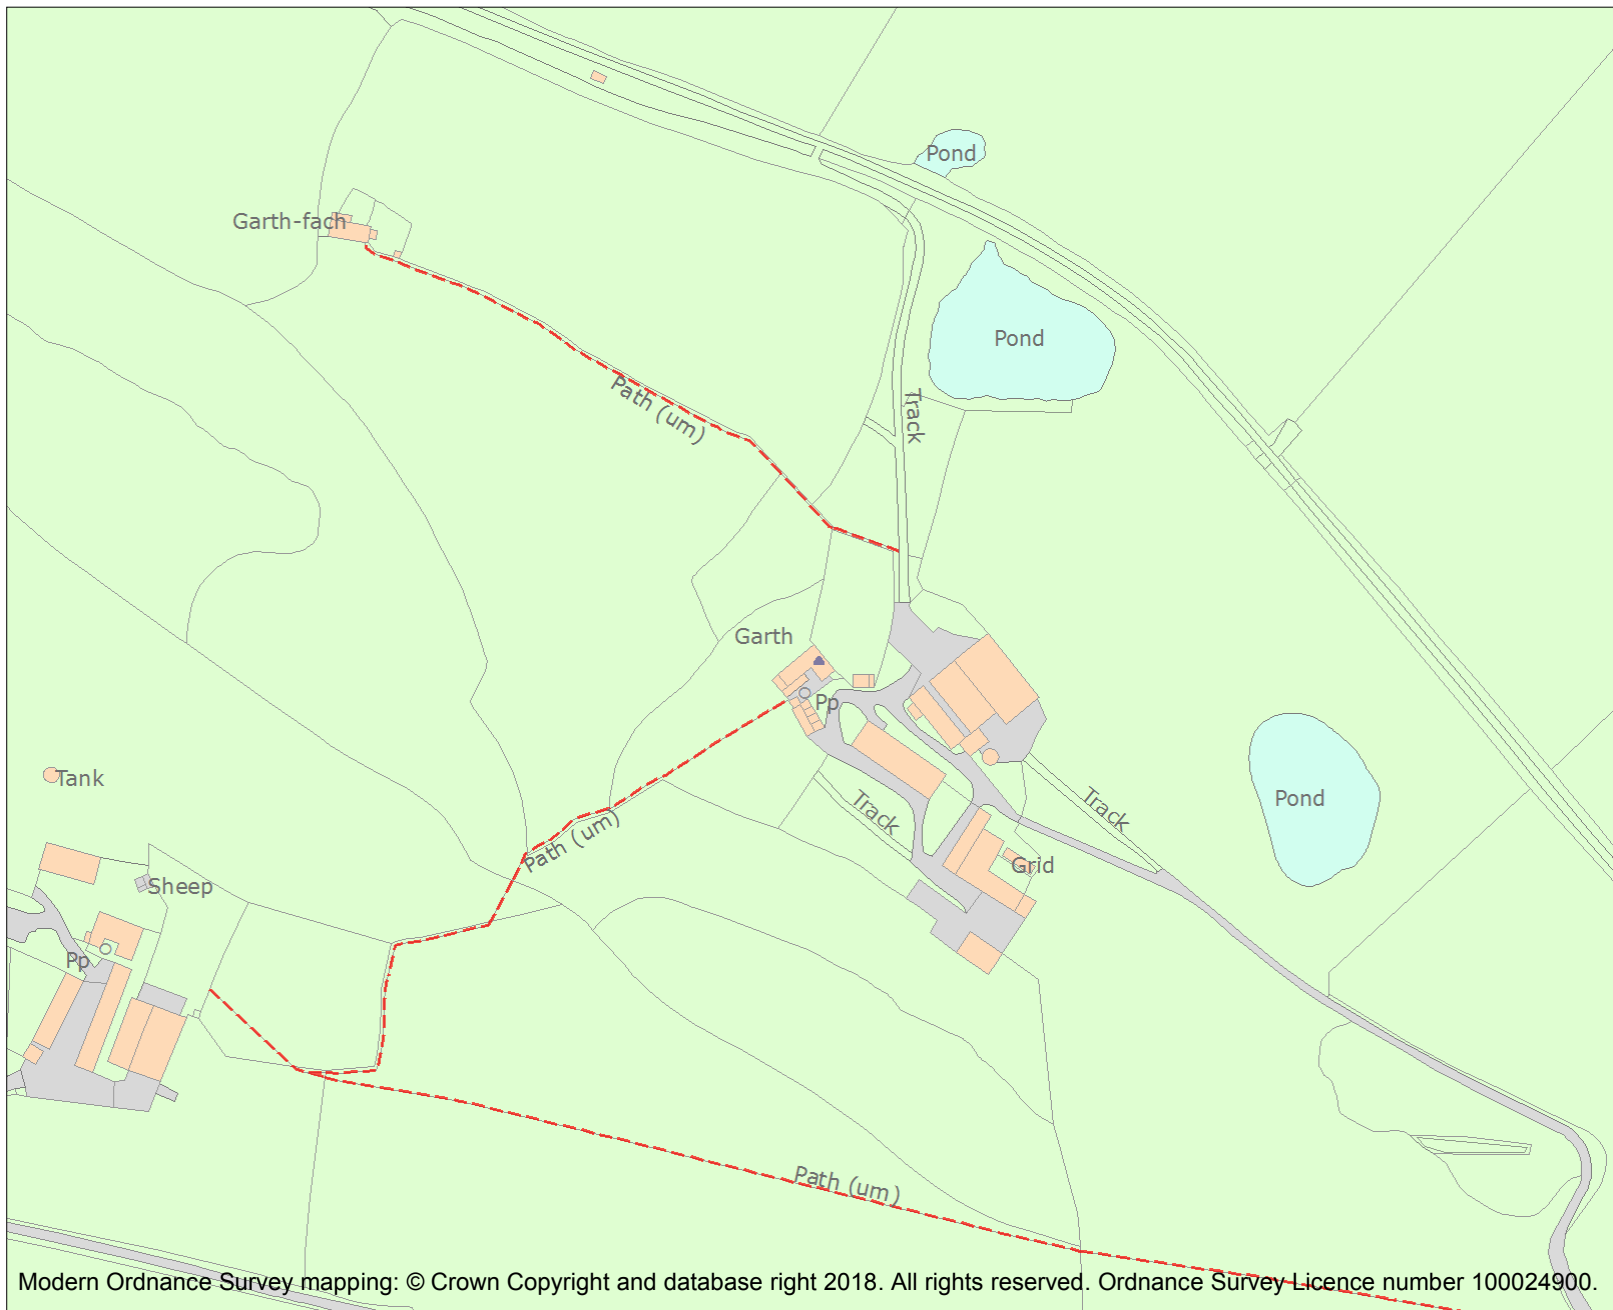 Pond
Garth-fach
Pond
Path (um)
Track
Garth
Pp
Tank
Track
Track
Pond
Path (um)
Grid
Sheep
Pp
Path (um)
Modern Ordnance Survey mapping: © Crown Copyright and database right 2018. All rights reserved. Ordnance Survey Licence number 100024900.